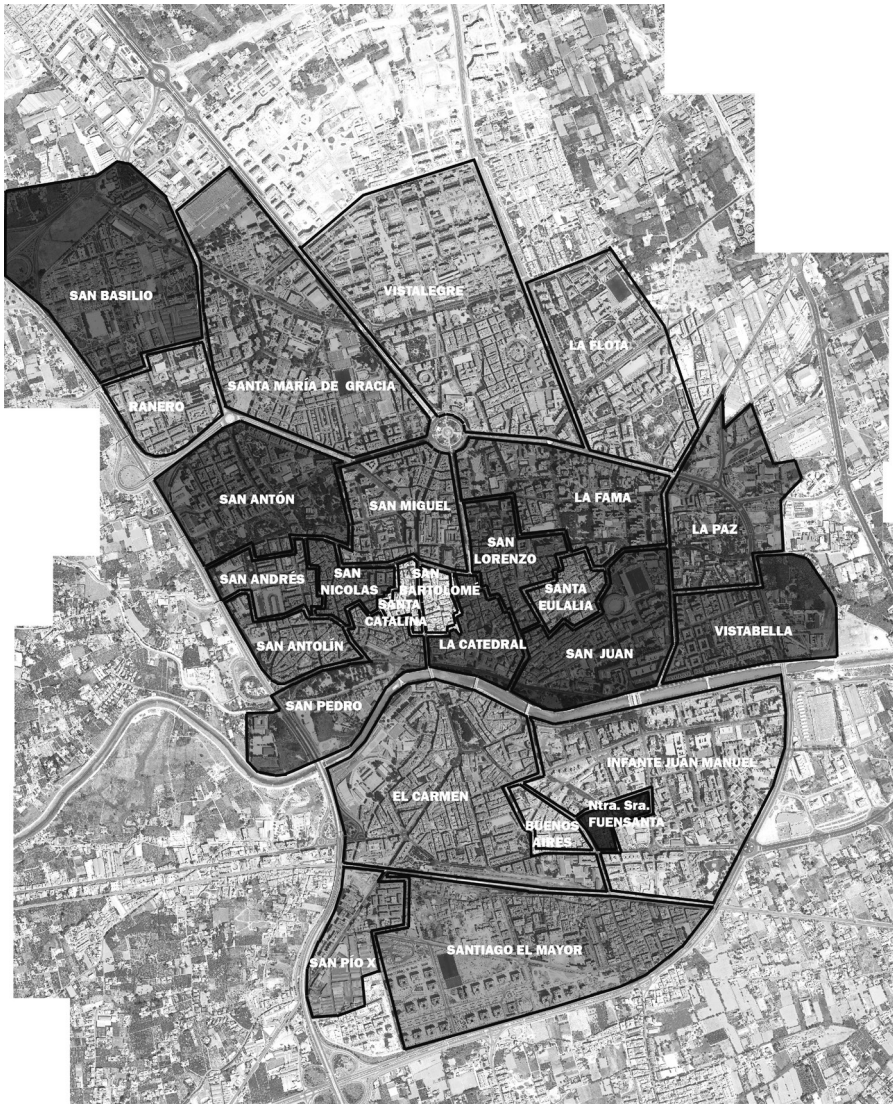 VISTALEGRE
SAN BASILIO
LA FLOTA
SANTA MARÍA DE GRACIA
RANERO
SAN ANTÓN
SAN MIGUEL
LA FAMA
LA PAZ
SAN
LORENZO
SAN ANDRÉS
SAN
NICOLAS
SAN
BARTOLOMÉ
SANTA
EULALIA
SANTA
CATALINA
VISTABELLA
SAN ANTOLÍN
LA CATEDRAL
SAN JUAN
SAN PEDRO
INFANTE JUAN MANUEL
EL CARMEN
Ntra. Sra.
FUENSANTA
BUENOS
AIRES
SANTIAGO EL MAYOR
SAN PÍO X